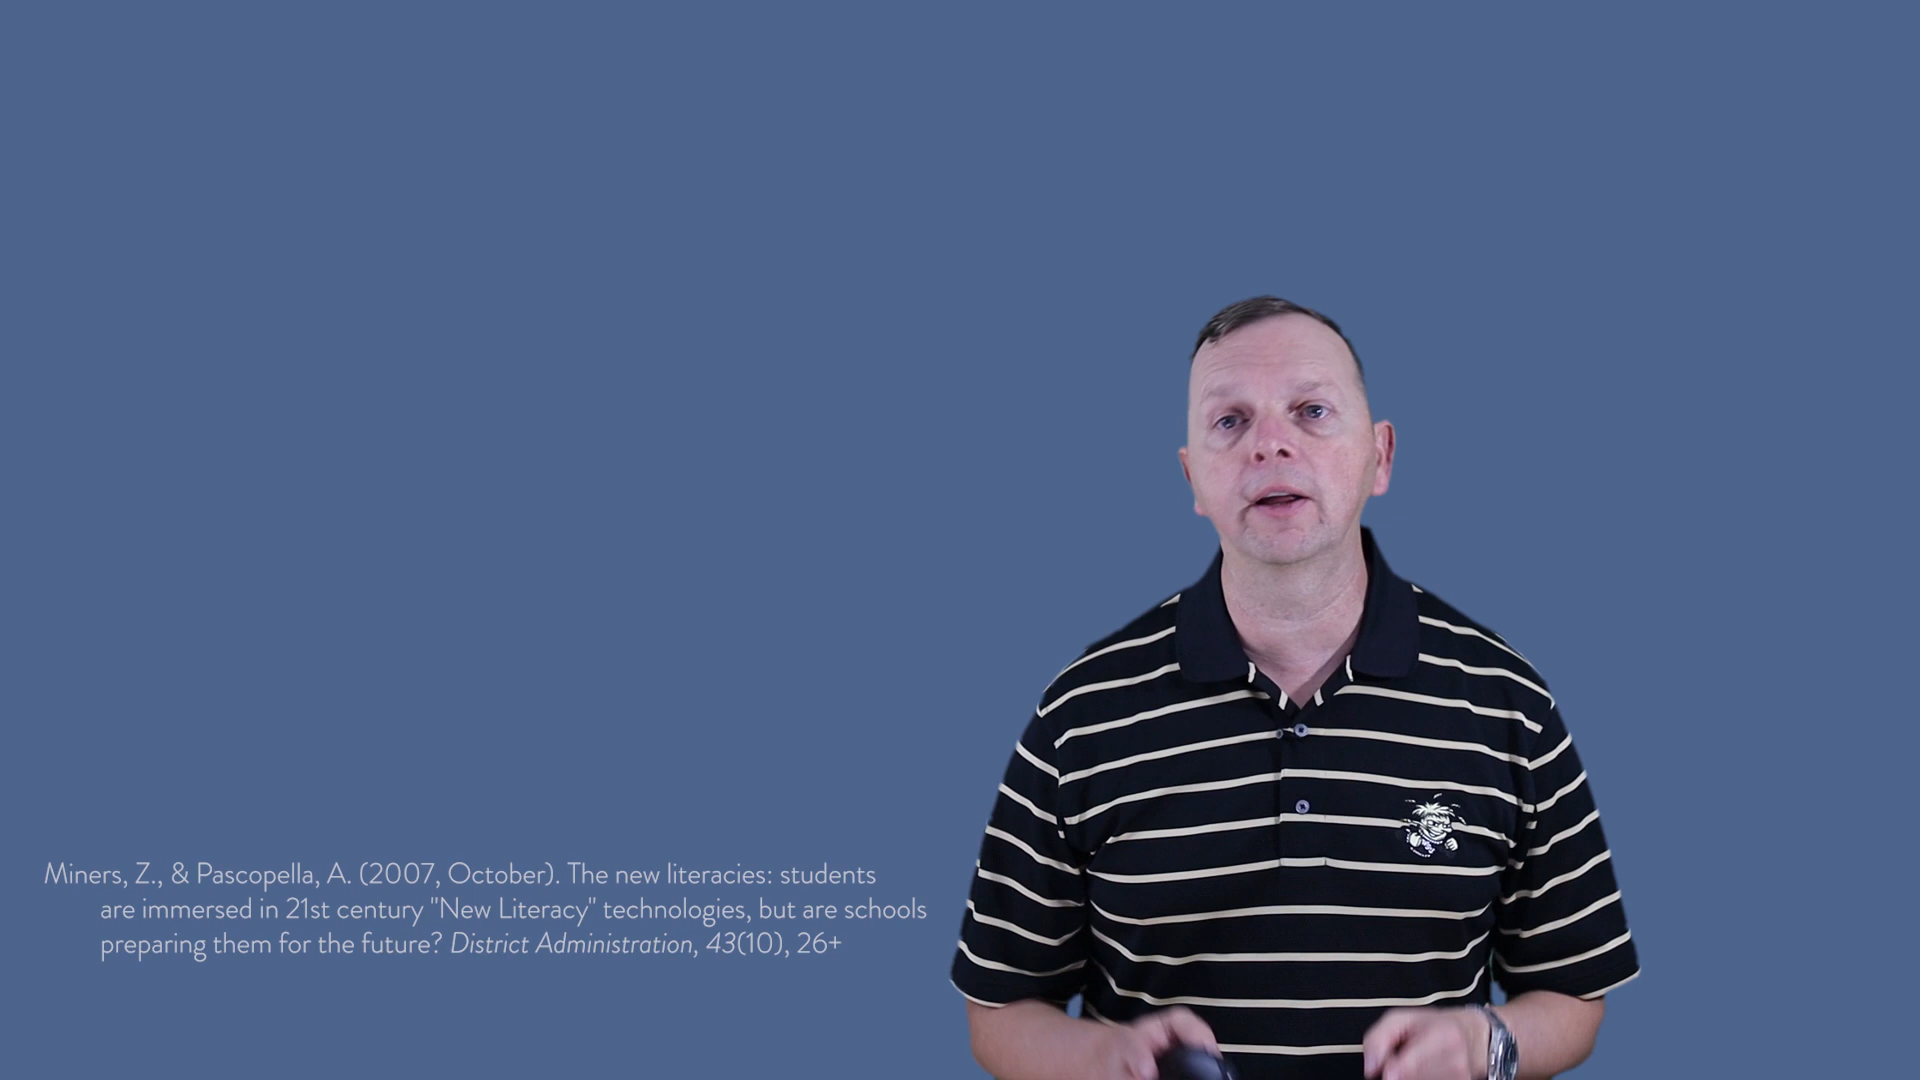 Miners, Z., & Pascopella, A. (2007, October). The new literacies: students
are immersed in 21st century "New Literacy" technologies, but are schools
preparing them for the future? District Administration, 43(10), 26+